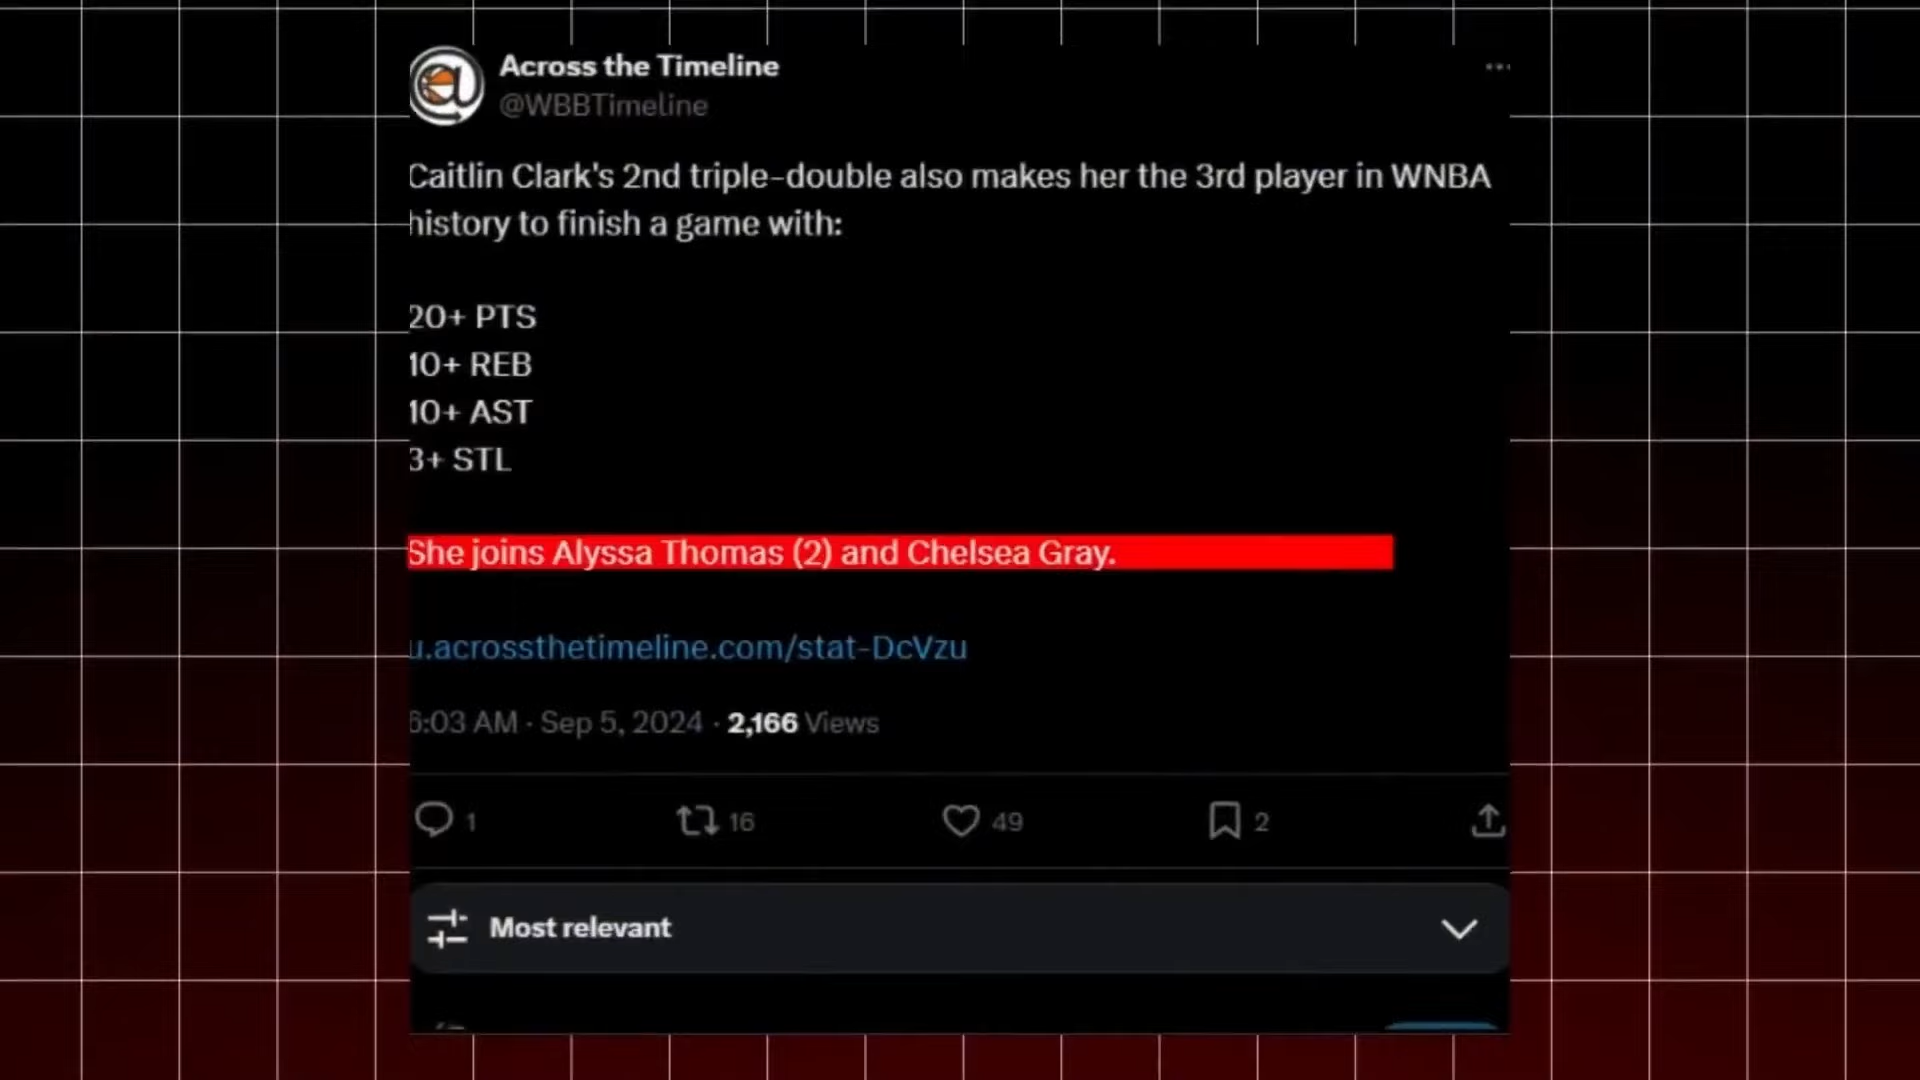 Across the Timeline
@WBBTimeline
Caitlin Clark's 2nd triple-double also makes her the 3rd player in WNBA
history to finish a game with:
20+ PTS
10+ REB
10+ AST
3+ STL
She joins Alyssa Thomas (2) and Chelsea Gray.
u.acrossthetimeline.com/stat-DcVzu
6:03 AM · Sep 5, 2024 · 2,166 Views
1 16 49 2
Most relevant